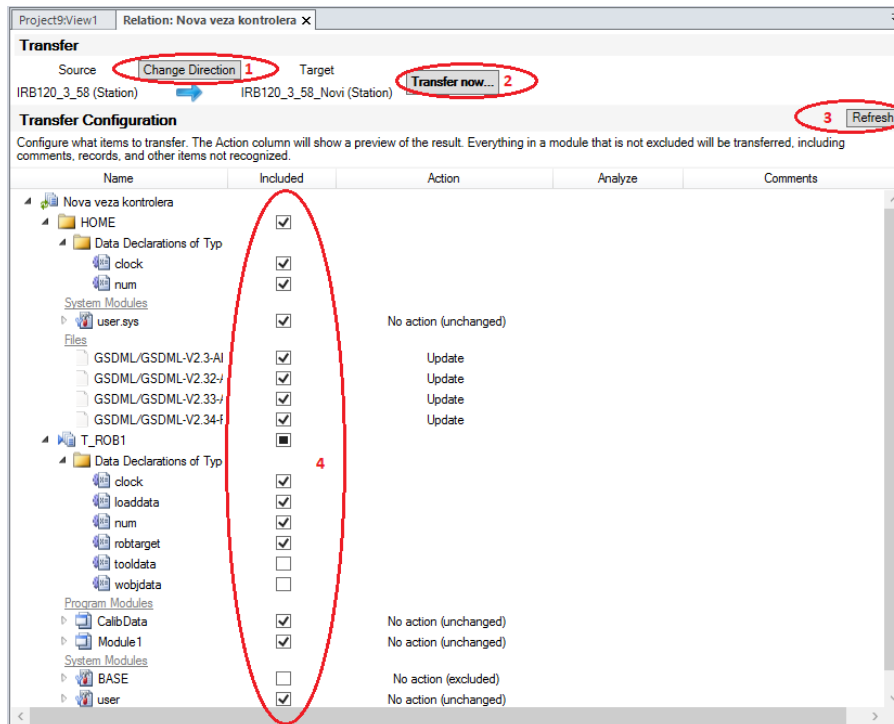 Project9:View1 Relation: Nova veza kontrolera X
Transfer
Source Change Direction 1 Target
IRB120_3_58 (Station) IRB120_3_58_Novi (Station) Transfer now... 2
Transfer Configuration 3 Refresh
Configure what items to transfer. The Action column will show a preview of the result. Everything in a module that is not excluded will be transferred, including
comments, records, and other items not recognized.
Name Included Action Analyze Comments
Nova veza kontrolera
HOME
Data Declarations of Typ
clock
num
System Modules
user.sys No action (unchanged)
Files
GSDML/GSDML-V2.3-AI Update
GSDML/GSDML-V2.32-A Update
GSDML/GSDML-V2.33-A Update
GSDML/GSDML-V2.34-F Update
T_ROB1
Data Declarations of Typ 4
clock
loaddata
num
robtarget
tooldata
wobjdata
Program Modules
CalibData No action (unchanged)
Module1 No action (unchanged)
System Modules
BASE No action (excluded)
user No action (unchanged)